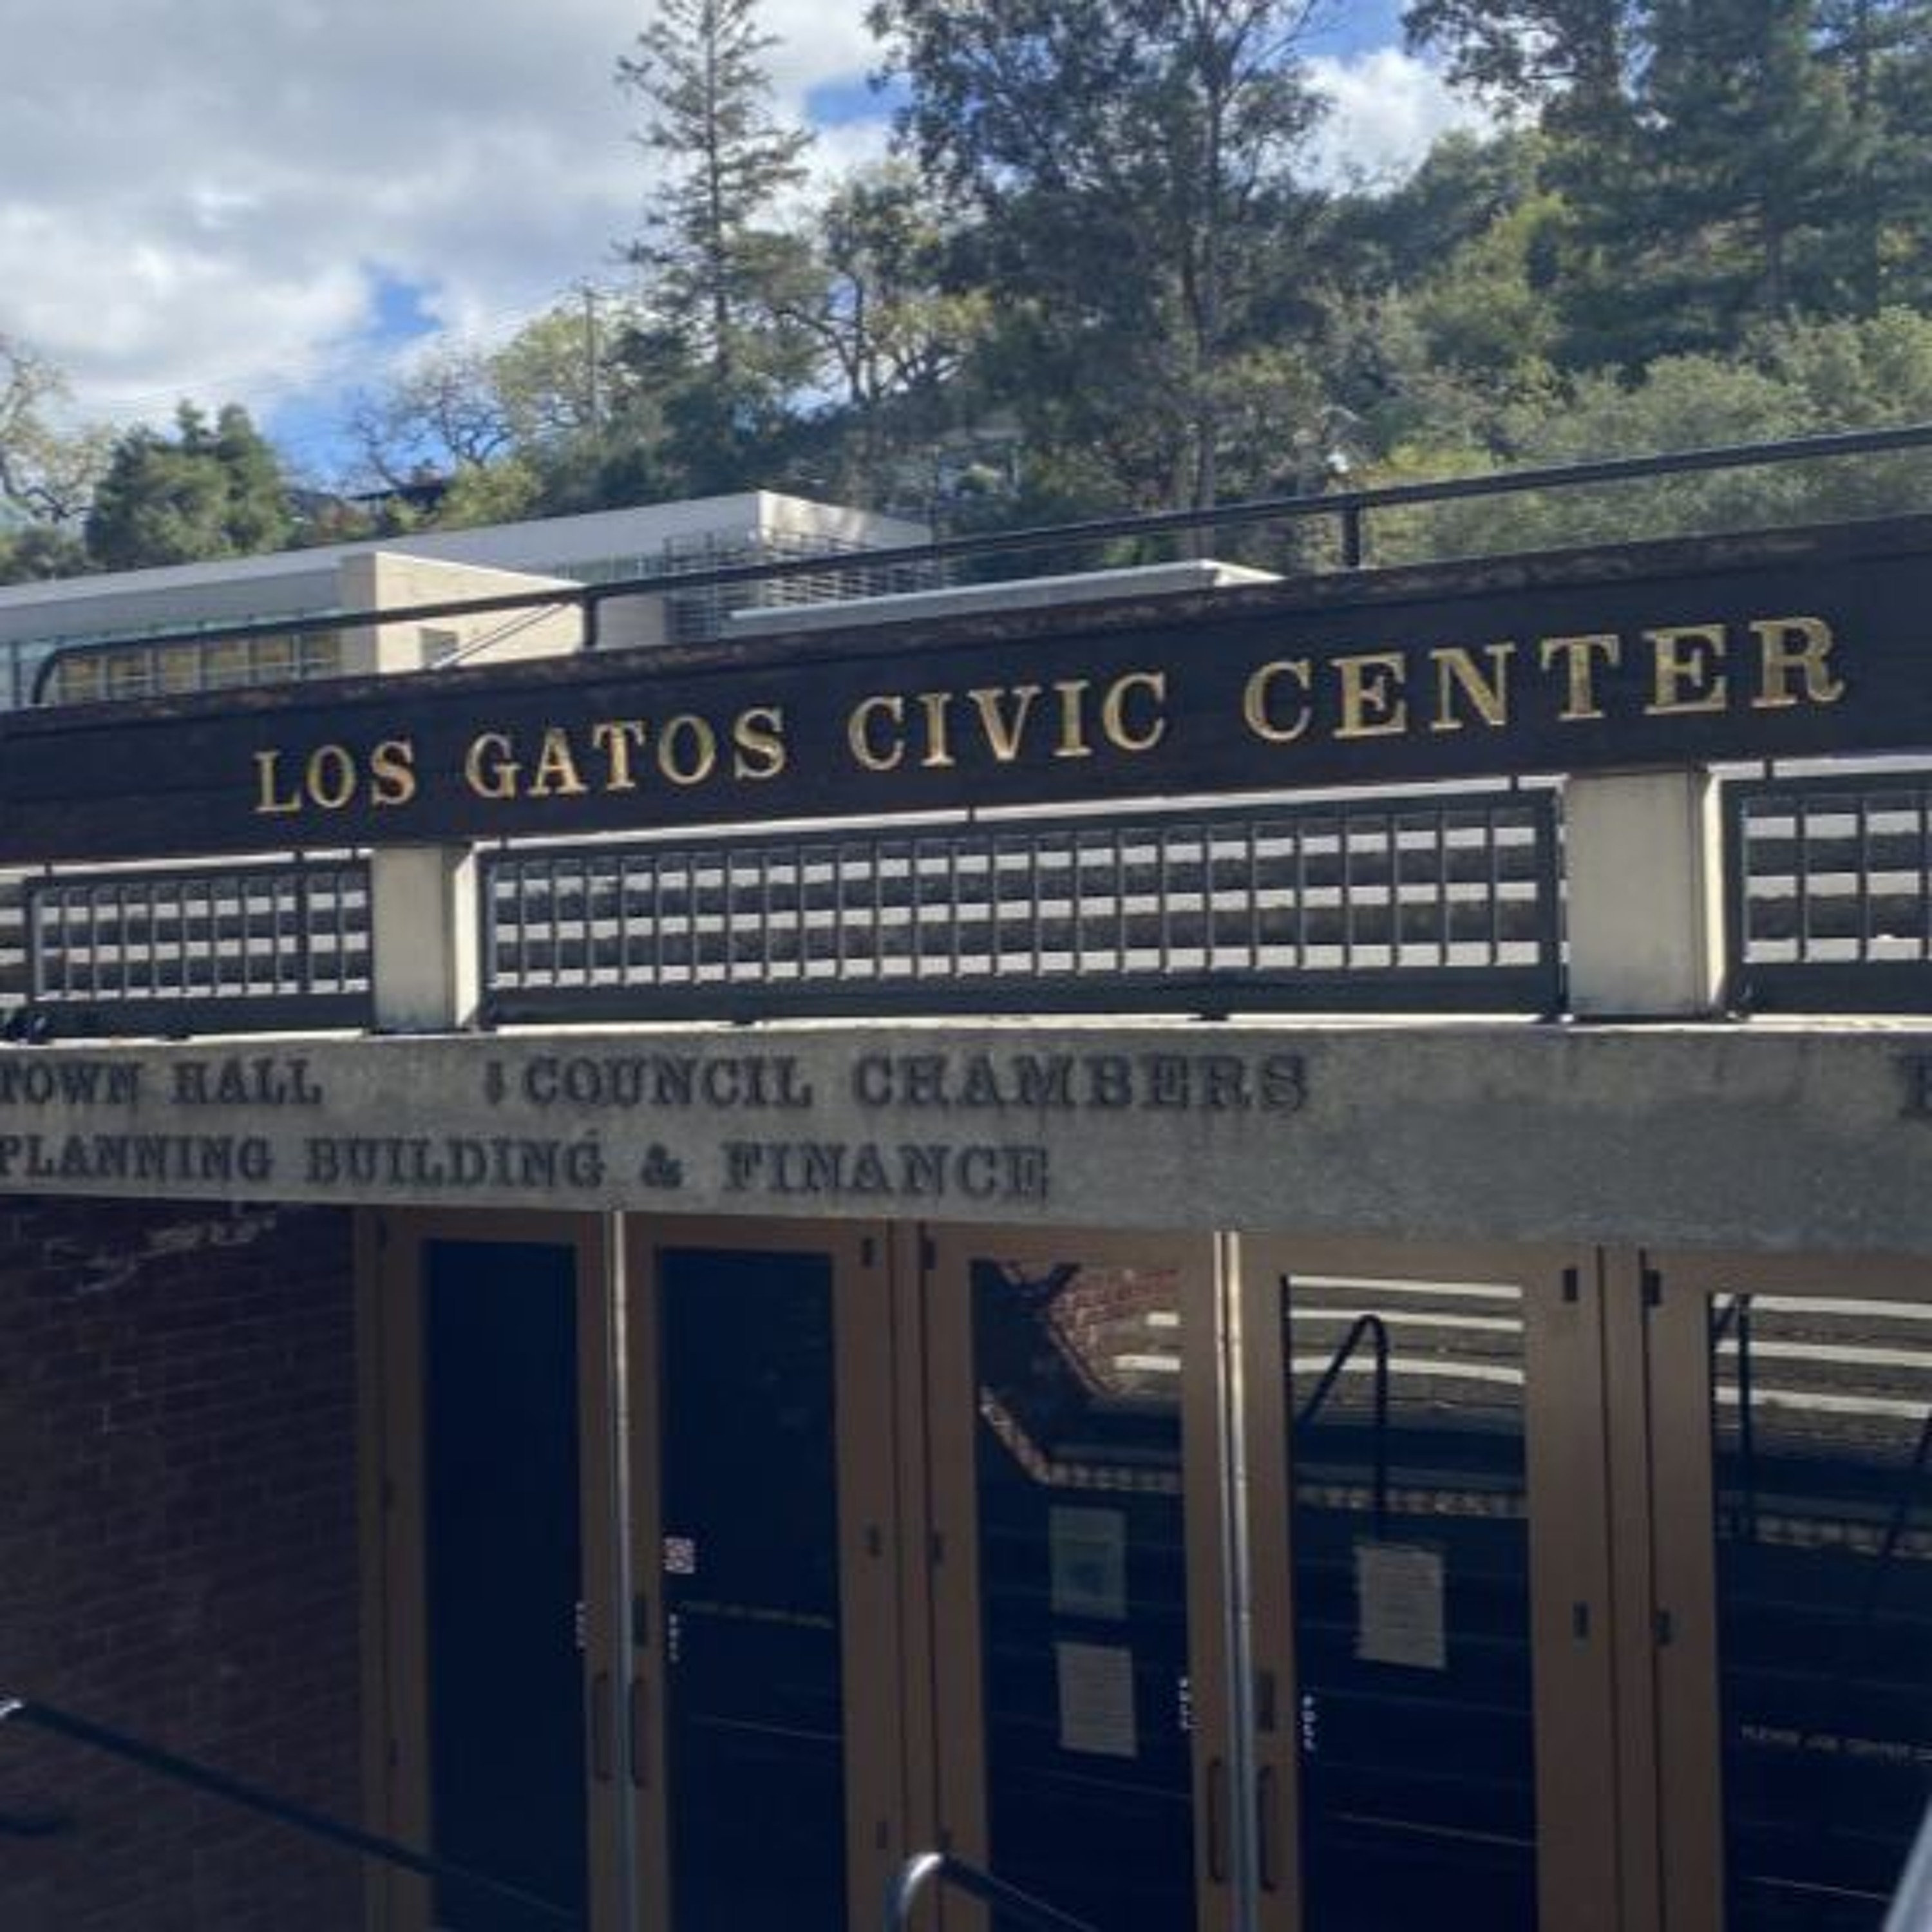 LOS GATOS CIVIC CENTER
TOWN HALL COUNCIL CHAMBERS
PLANNING BUILDING & FINANCE